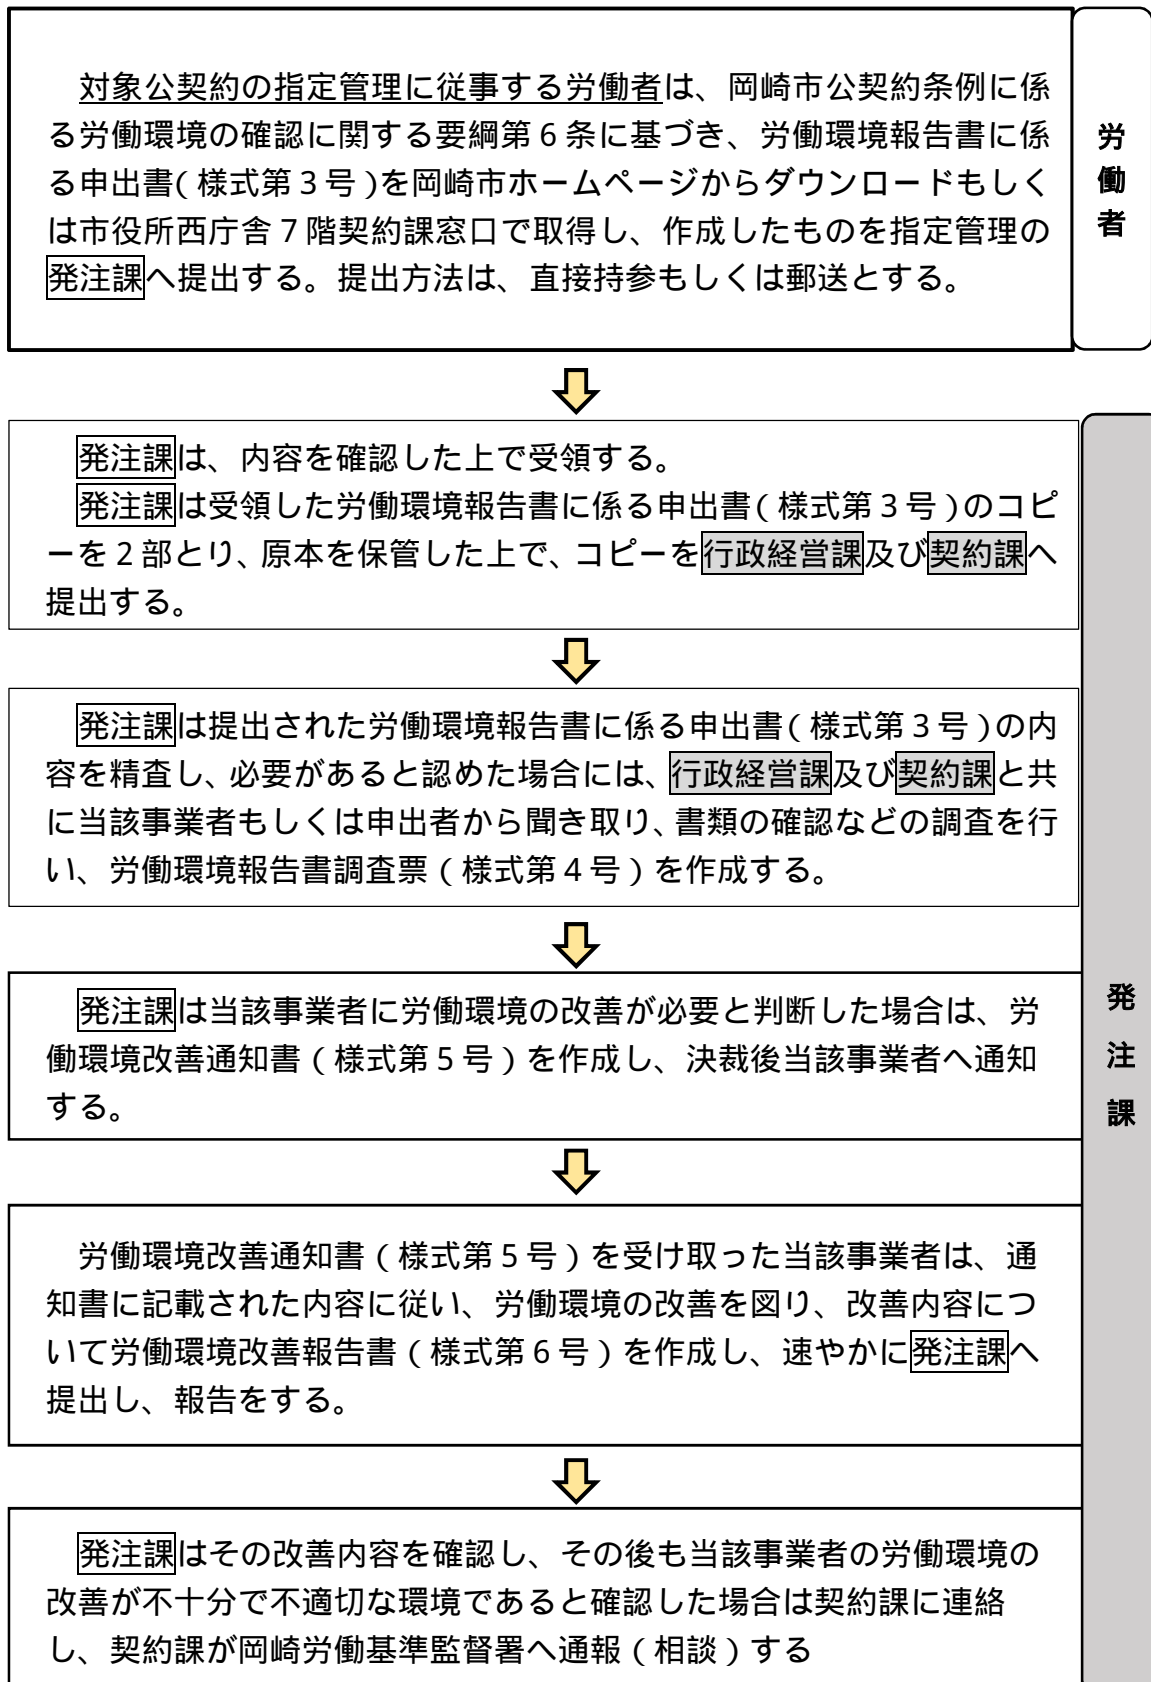 対象公契約の指定管理に従事する労働者は、岡崎市公契約条例に係
る労働環境の確認に関する要綱第6条に基づき、労働環境報告書に係
る申出書(様式第3号)を岡崎市ホームページからダウンロードもしく
は市役所西庁舎7階契約課窓口で取得し、作成したものを指定管理の
発注課へ提出する。提出方法は、直接持参もしくは郵送とする。
労働者
発注課は、内容を確認した上で受領する。
発注課は受領した労働環境報告書に係る申出書(様式第3号)のコピ
ーを2部とり、原本を保管した上で、コピーを行政経営課及び契約課へ
提出する。
発注課は提出された労働環境報告書に係る申出書(様式第3号)の内
容を精査し、必要があると認めた場合には、行政経営課及び契約課と共
に当該事業者もしくは申出者から聞き取り、書類の確認などの調査を行
い、労働環境報告書調査票(様式第4号)を作成する。
発注課は当該事業者に労働環境の改善が必要と判断した場合は、労
働環境改善通知書(様式第5号)を作成し、決裁後当該事業者へ通知
する。
労働環境改善通知書(様式第5号)を受け取った当該事業者は、通
知書に記載された内容に従い、労働環境の改善を図り、改善内容につ
いて労働環境改善報告書(様式第6号)を作成し、速やかに発注課へ
提出し、報告をする。
発注課はその改善内容を確認し、その後も当該事業者の労働環境の
改善が不十分で不適切な環境であると確認した場合は契約課に連絡
し、契約課が岡崎労働基準監督署へ通報(相談)する
発注課